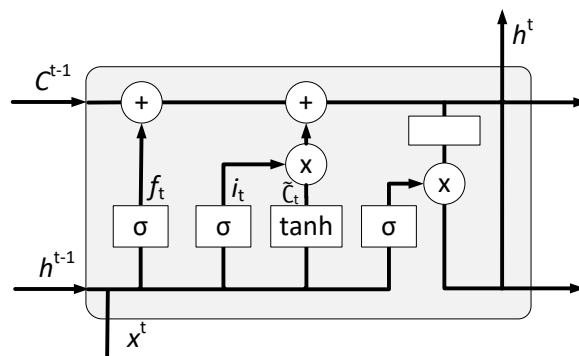 h^t
C^t-1
+
+
x
x
f_t
i_t
C̃_t
σ
σ
tanh
σ
h^t-1
x^t